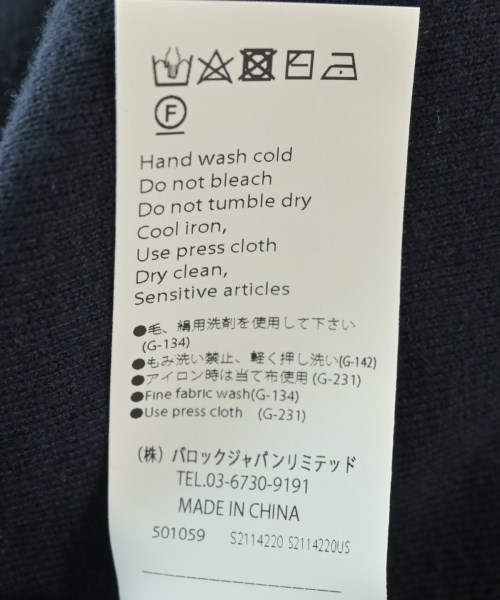 F
Hand wash cold
Do not bleach
Do not tumble dry
Cool iron,
Use press cloth
Dry clean,
Sensitive articles
●毛、絹用洗剤を使用して下さい
(G-134)
●もみ洗い禁止、軽く押し洗い(G-142)
●アイロン時は当て布使用 (G-231)
●Fine fabric wash(G-134)
●Use press cloth (G-231)
(株) バロックジャパンリミテッド
TEL.03-6730-9191
MADE IN CHINA
501059 S2114220 S2114220US